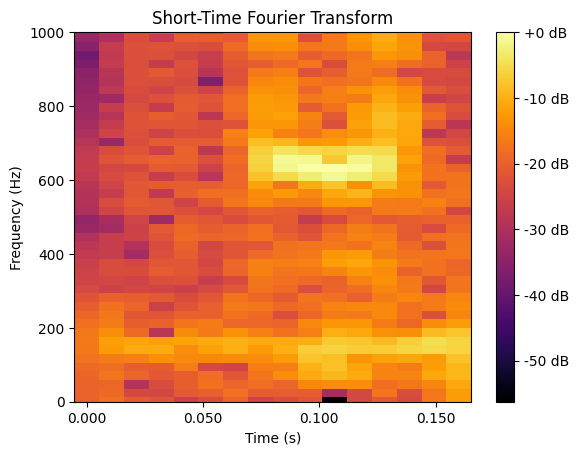 Short-Time Fourier Transform
1000
800
600
400
200
0
Frequency (Hz)
0.000
0.050
0.100
0.150
Time (s)
+0 dB
-10 dB
-20 dB
-30 dB
-40 dB
-50 dB